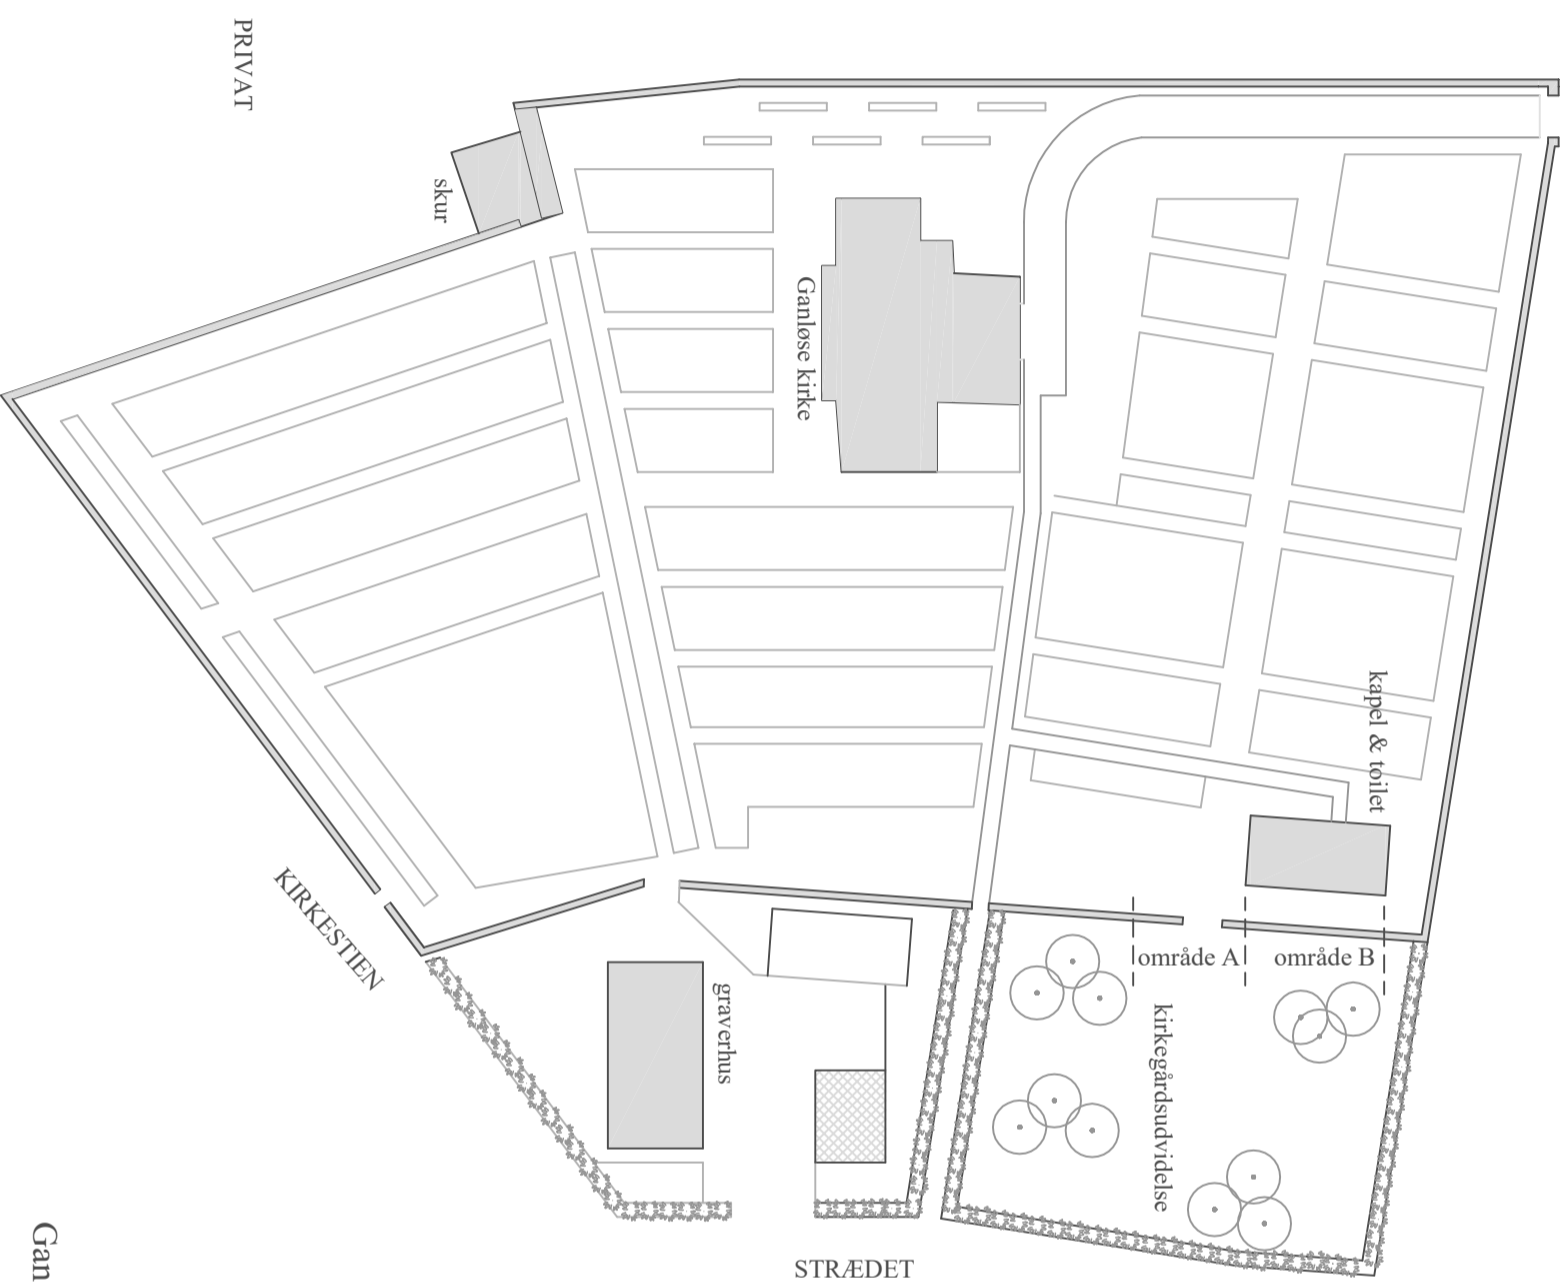 PRIVAT
skur
Ganløse kirke
kapel & toilet
KIRKESTIEN
område A
område B
graverhus
kirkegårdsudvidelse
Gan
STRÆDET